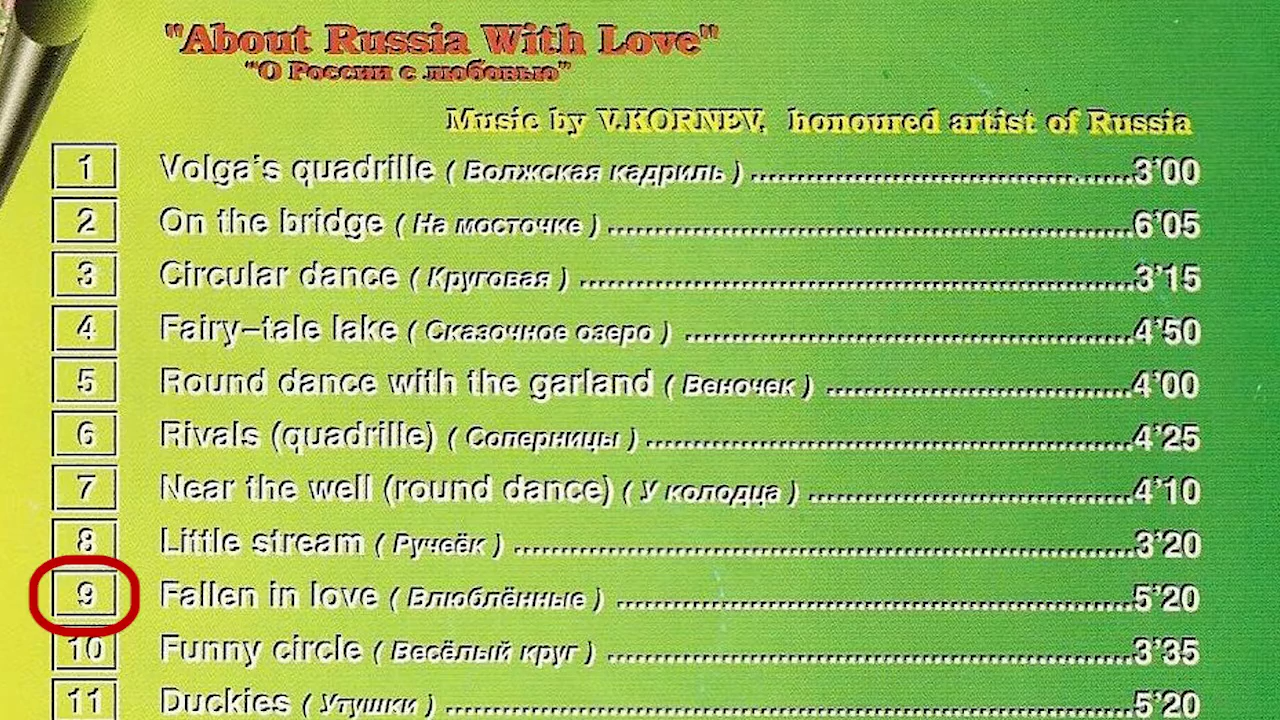 "About Russia With Love"
"О России с любовью"
Music by V.KORNEV, honoured artist of Russia
1 Volga's quadrille ( Волжская кадриль ) 3'00
2 On the bridge ( На мосточке ) 6'05
3 Circular dance ( Круговая ) 3'15
4 Fairy-tale lake ( Сказочное озеро ) 4'50
5 Round dance with the garland ( Веночек ) 4'00
6 Rivals (quadrille) ( Соперницы ) 4'25
7 Near the well (round dance) ( У колодца ) 4'10
8 Little stream ( Ручеёк ) 3'20
9 Fallen in love ( Влюблённые ) 5'20
10 Funny circle ( Весёлый круг ) 3'35
11 Duckies ( Утушки ) 5'20